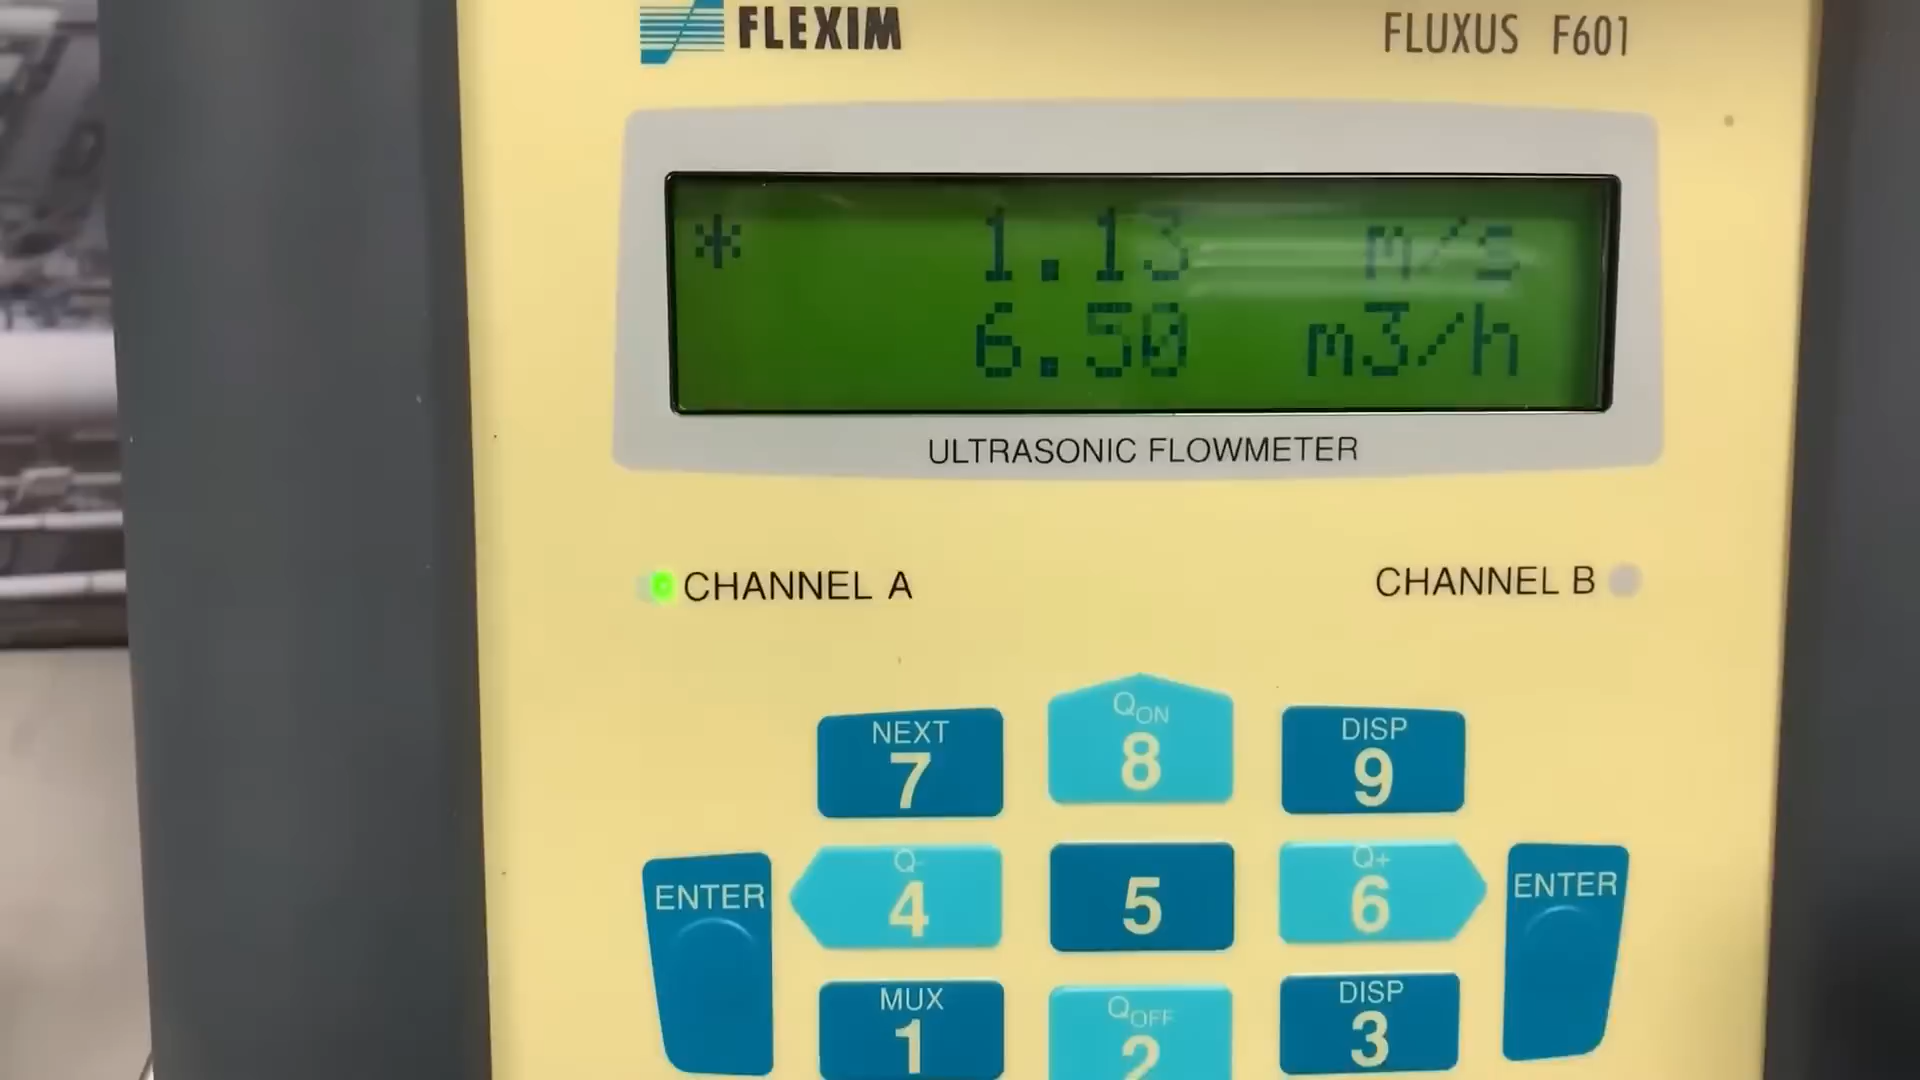 FLEXIM
FLUXUS F601
* 1.13 m/s
6.50 m3/h
ULTRASONIC FLOWMETER
CHANNEL A
CHANNEL B
NEXT
7
QON
8
DISP
9
ENTER
Q-
4
5
Q+
6
ENTER
MUX
1
QOFF
2
DISP
3